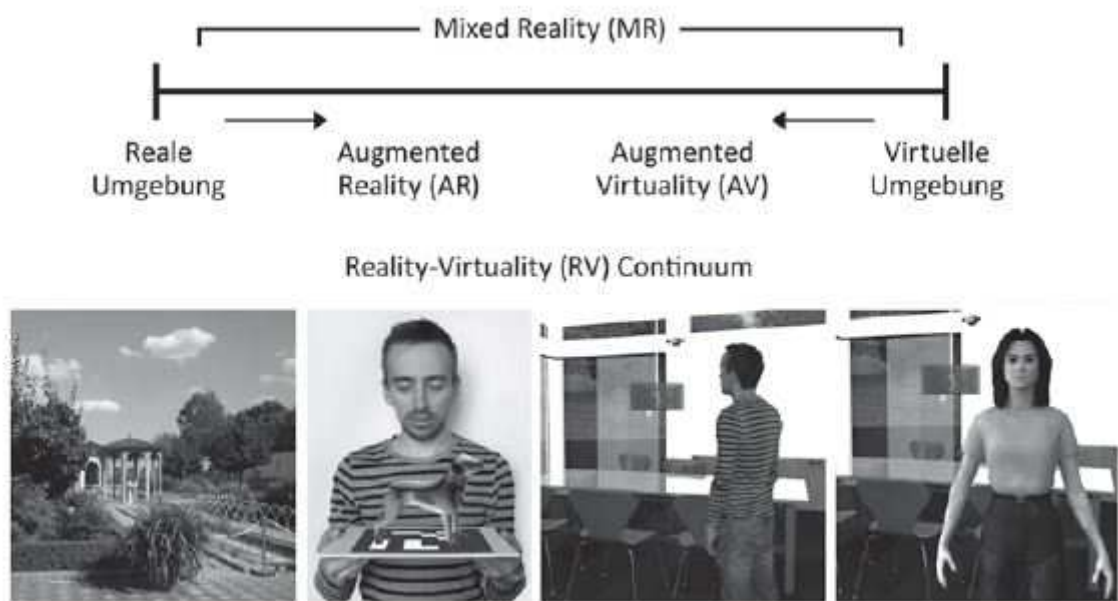 Mixed Reality (MR)
Reale Umgebung
Augmented Reality (AR)
Augmented Virtuality (AV)
Virtuelle Umgebung
Reality-Virtuality (RV) Continuum